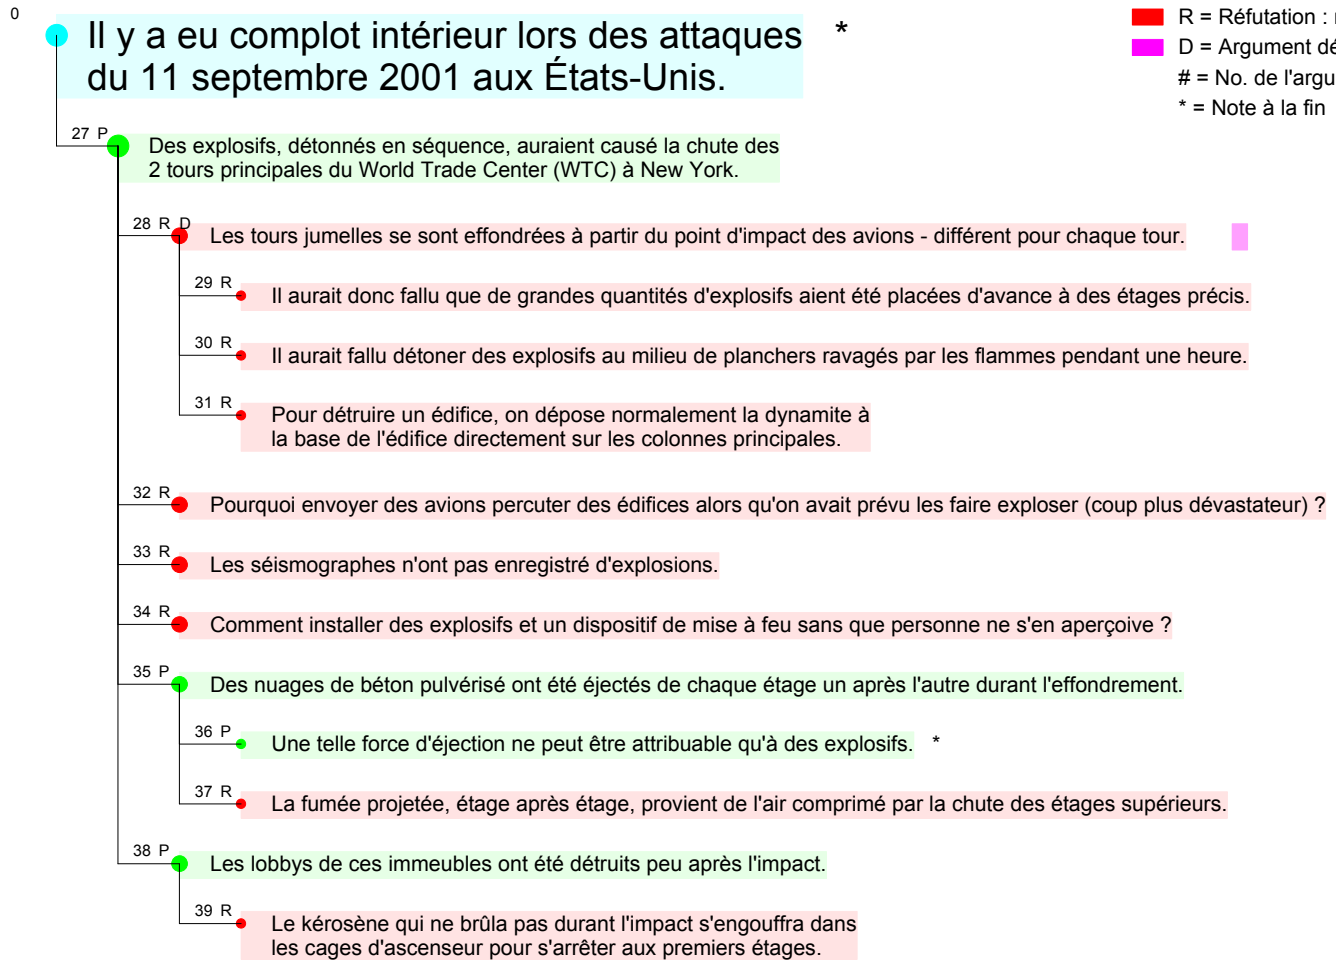 0
Il y a eu complot intérieur lors des attaques *
du 11 septembre 2001 aux États-Unis.
R = Réfutation :
D = Argument dé
# = No. de l'argu
* = Note à la fin
27 P
Des explosifs, détonnés en séquence, auraient causé la chute des
2 tours principales du World Trade Center (WTC) à New York.
28 R D
Les tours jumelles se sont effondrées à partir du point d'impact des avions - différent pour chaque tour.
29 R
Il aurait donc fallu que de grandes quantités d'explosifs aient été placées d'avance à des étages précis.
30 R
Il aurait fallu détoner des explosifs au milieu de planchers ravagés par les flammes pendant une heure.
31 R
Pour détruire un édifice, on dépose normalement la dynamite à
la base de l'édifice directement sur les colonnes principales.
32 R
Pourquoi envoyer des avions percuter des édifices alors qu'on avait prévu les faire exploser (coup plus dévastateur) ?
33 R
Les séismographes n'ont pas enregistré d'explosions.
34 R
Comment installer des explosifs et un dispositif de mise à feu sans que personne ne s'en aperçoive ?
35 P
Des nuages de béton pulvérisé ont été éjectés de chaque étage un après l'autre durant l'effondrement.
36 P
Une telle force d'éjection ne peut être attribuable qu'à des explosifs. *
37 R
La fumée projetée, étage après étage, provient de l'air comprimé par la chute des étages supérieurs.
38 P
Les lobbys de ces immeubles ont été détruits peu après l'impact.
39 R
Le kérosène qui ne brûla pas durant l'impact s'engouffra dans
les cages d'ascenseur pour s'arrêter aux premiers étages.